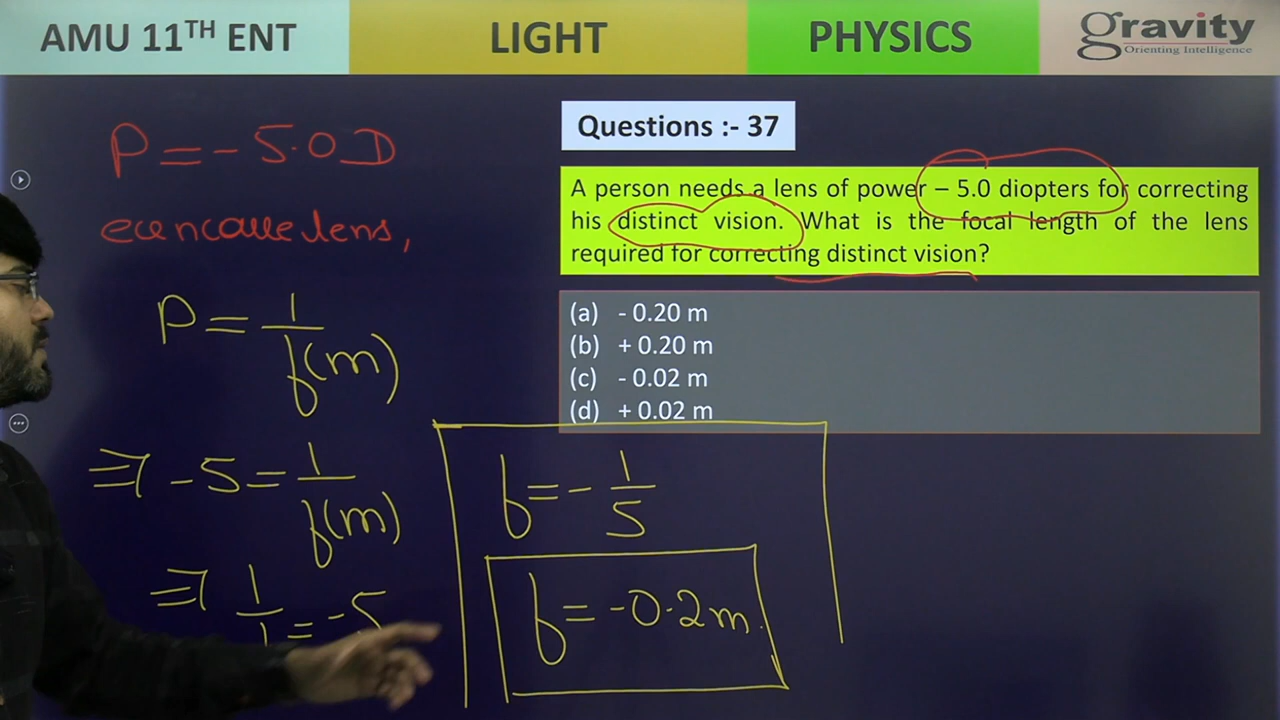 AMU 11TH ENT
LIGHT
PHYSICS
gravity
Orienting Intelligence
Questions :- 37
A person needs a lens of power – 5.0 diopters for correcting
his distinct vision. What is the focal length of the lens
required for correcting distinct vision?
(a) - 0.20 m
(b) + 0.20 m
(c) - 0.02 m
(d) + 0.02 m
P = - 5.0 D
lens,
P = 1/f(m)
⇒ -5 = 1/f(m)
⇒ 1/f = -5
f = - 1/5
f = -0.2m.